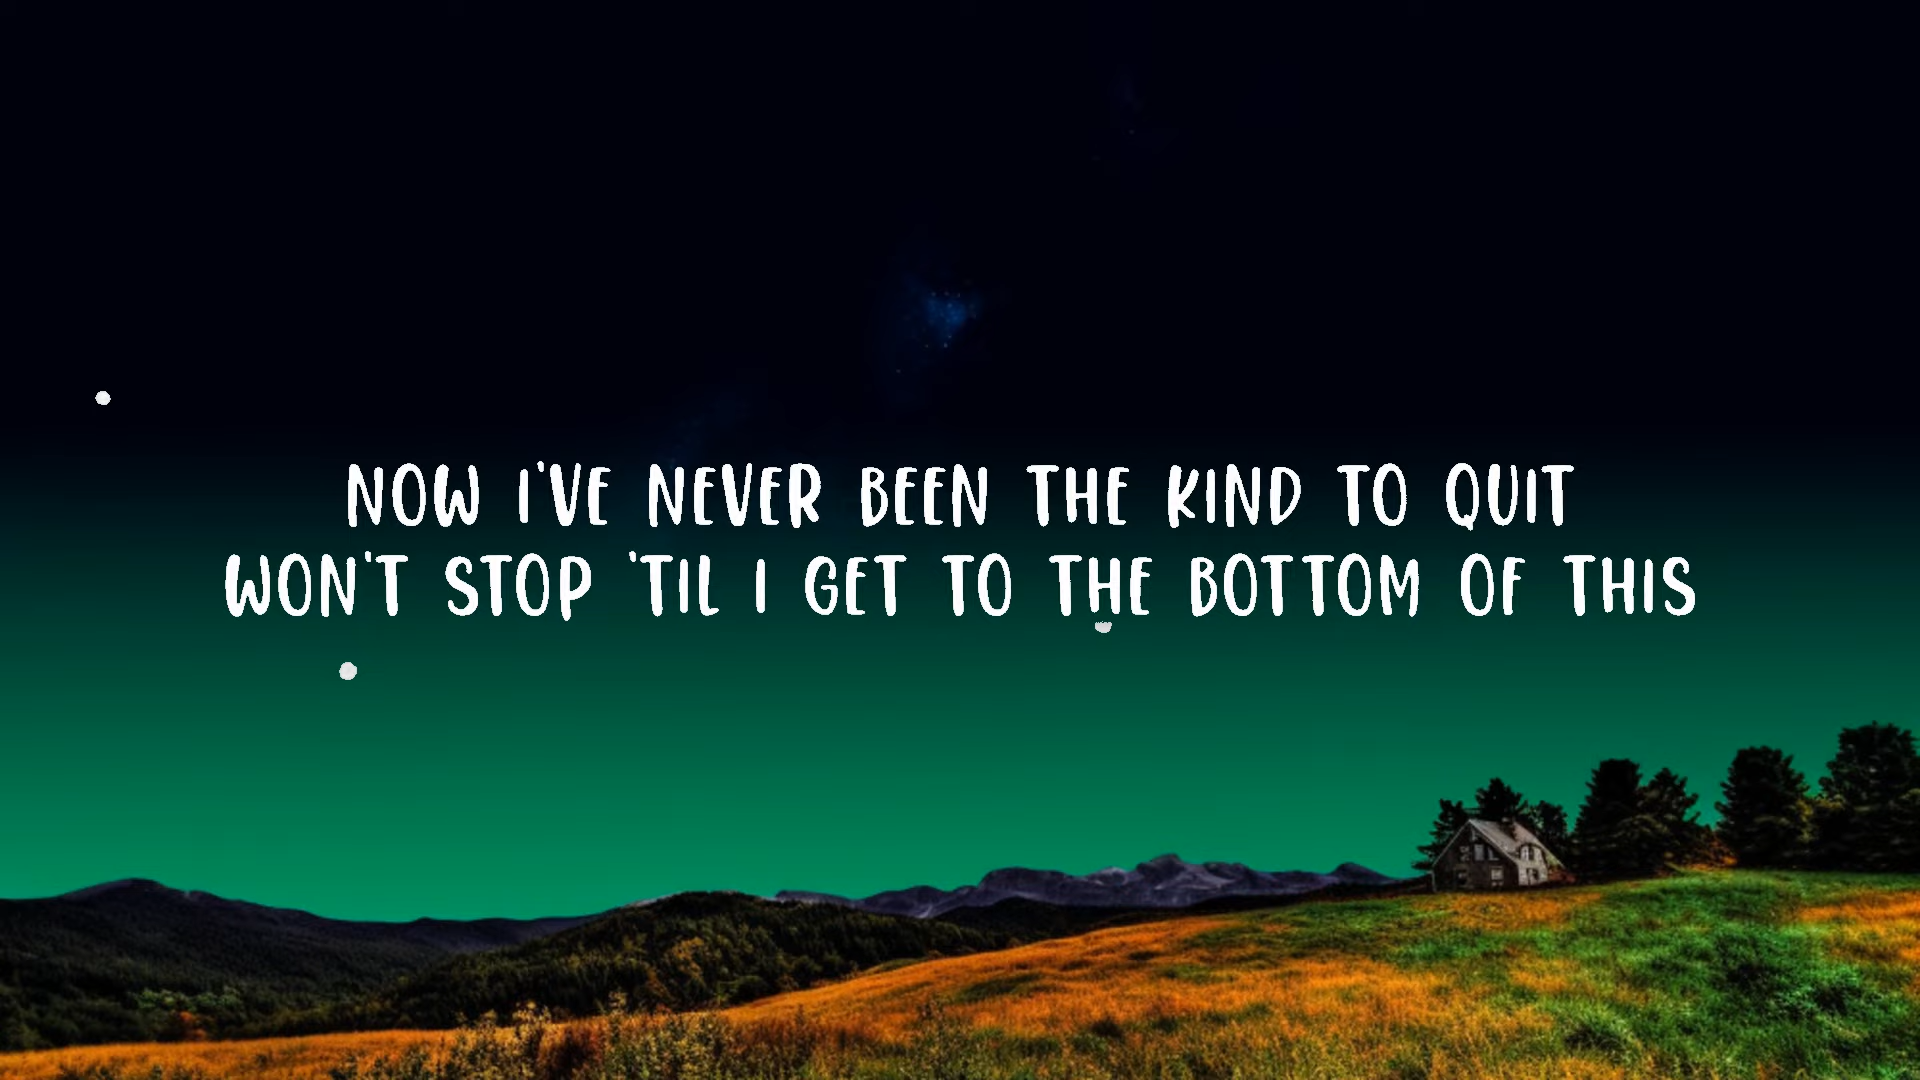 NOW I'VE NEVER BEEN THE KIND TO QUIT
WON'T STOP 'TIL I GET TO THE BOTTOM OF THIS